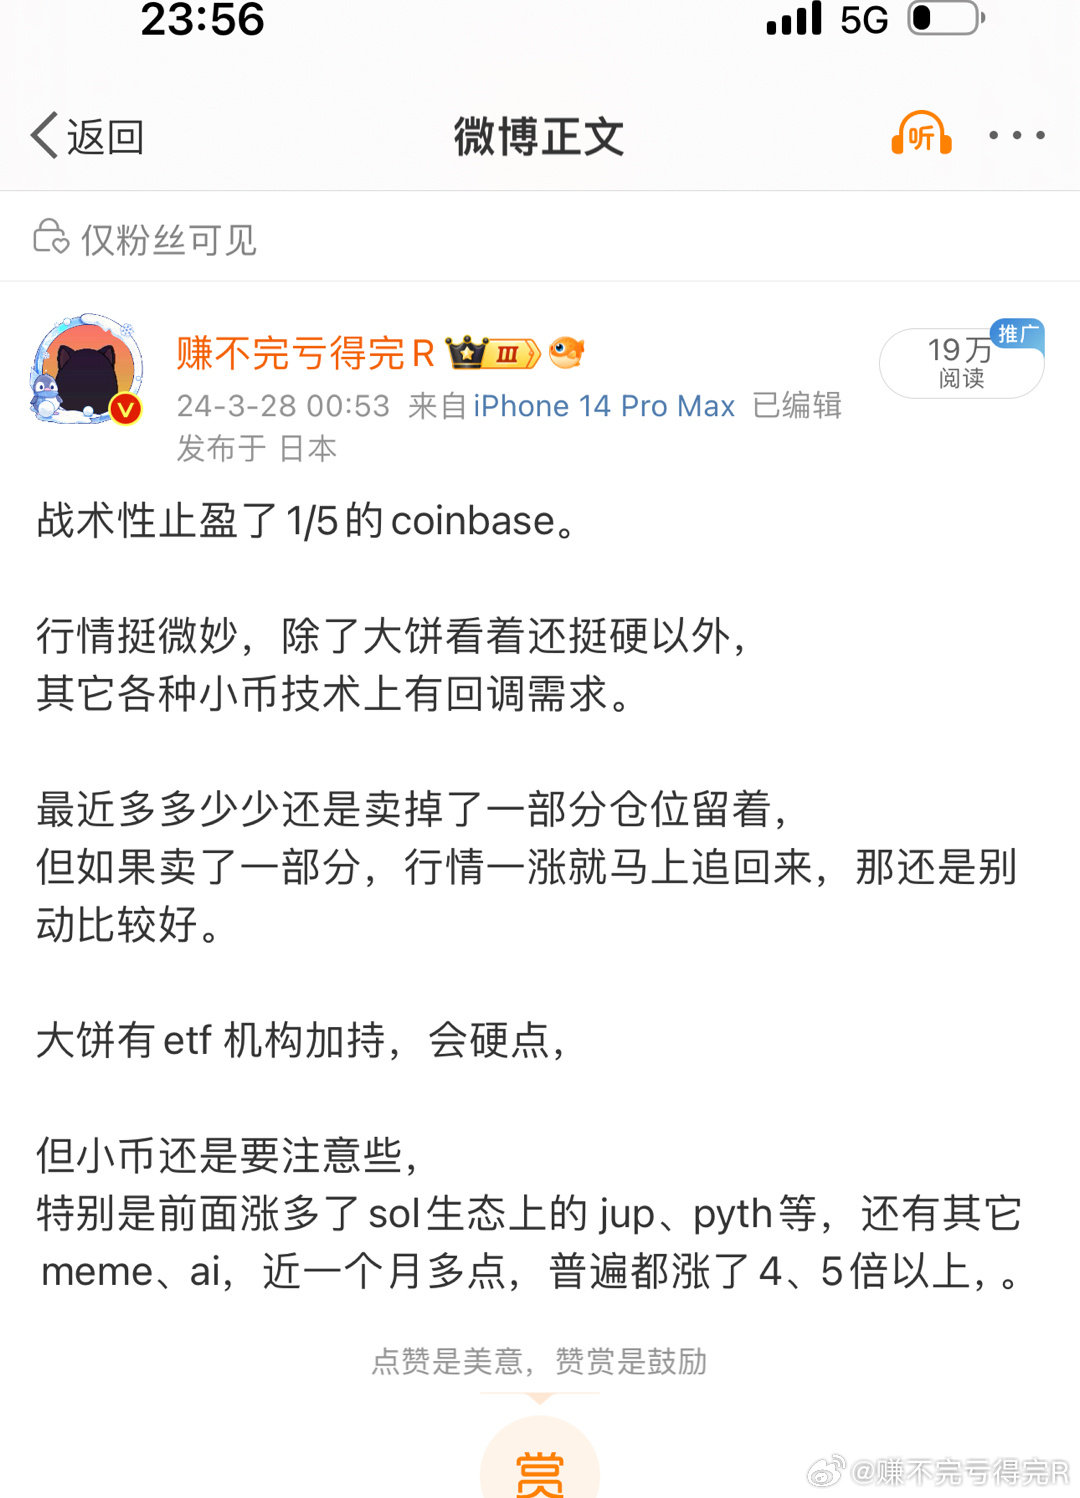 23:56
5G
返回
微博正文
听
仅粉丝可见
赚不完亏得完R
III
19万
推广
阅读
24-3-28 00:53 来自 iPhone 14 Pro Max 已编辑
发布于 日本
战术性止盈了1/5的coinbase。
行情挺微妙，除了大饼看着还挺硬以外，
其它各种小币技术上有回调需求。
最近多多少少还是卖掉了一部分仓位留着，
但如果卖了一部分，行情一涨就马上追回来，那还是别
动比较好。
大饼有etf 机构加持，会硬点，
但小币还是要注意些，
特别是前面涨多了sol生态上的 jup、pyth等，还有其它
meme、ai，近一个月多点，普遍都涨了4、5倍以上，。
点赞是美意，赞赏是鼓励
赏
@赚不完亏得完R